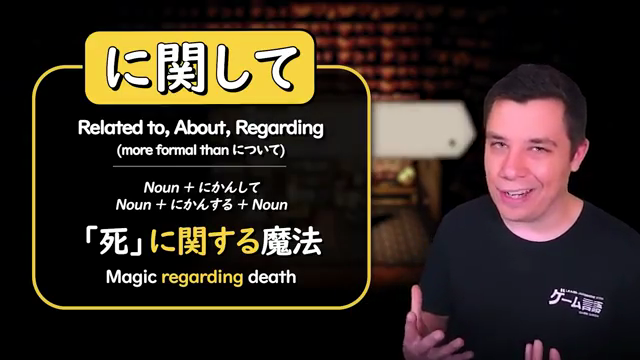 に関して
Related to, About, Regarding
(more formal than について)
Noun + にかんして
Noun + にかんする + Noun
「死」に関する魔法
Magic regarding death
ゲーム言語